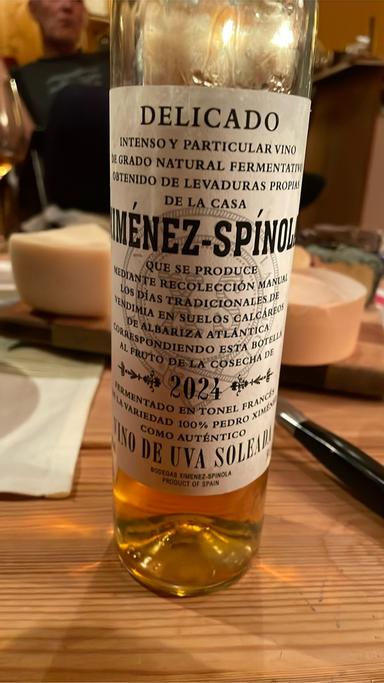 DELICADO
INTENSO Y PARTICULAR VINO
DE GRADO NATURAL FERMENTATIVO
OBTENIDO DE LEVADURAS PROPIAS
DE LA CASA
IMÉNEZ-SPÍNOL
QUE SE PRODUCE
MEDIANTE RECOLECCIÓN MANUAL
LOS DÍAS TRADICIONALES DE
VENDIMIA EN SUELOS CALCÁREOS
DE ALBARIZA ATLÁNTICA
CORRESPONDIENDO ESTA BOTELLA
AL FRUTO DE LA COSECHA DE
2024
FERMENTADO EN TONEL FRANCÉS
LA VARIEDAD 100% PEDRO XIMÉN
COMO AUTÉNTICO
VINO DE UVA SOLEADA
BODEGAS XIMENEZ-SPINOLA
PRODUCT OF SPAIN